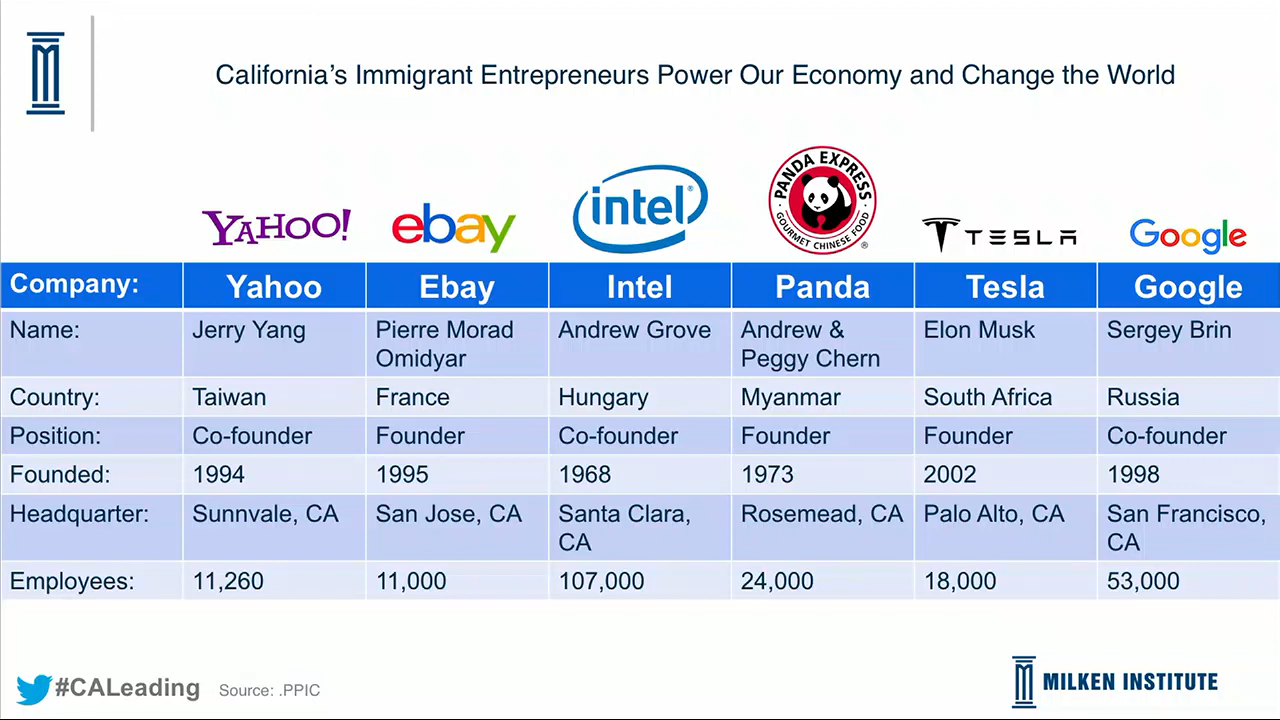 California's Immigrant Entrepreneurs Power Our Economy and Change the World
YAHOO!
ebay
intel®
PANDA EXPRESS
GOURMET CHINESE FOOD ®
TESLA
Google
Company: Yahoo Ebay Intel Panda Tesla Google
Name: Jerry Yang Pierre Morad Omidyar Andrew Grove Andrew & Peggy Chern Elon Musk Sergey Brin
Country: Taiwan France Hungary Myanmar South Africa Russia
Position: Co-founder Founder Co-founder Founder Founder Co-founder
Founded: 1994 1995 1968 1973 2002 1998
Headquarter: Sunnvale, CA San Jose, CA Santa Clara, CA Rosemead, CA Palo Alto, CA San Francisco, CA
Employees: 11,260 11,000 107,000 24,000 18,000 53,000
#CALeading Source: .PPIC
MILKEN INSTITUTE